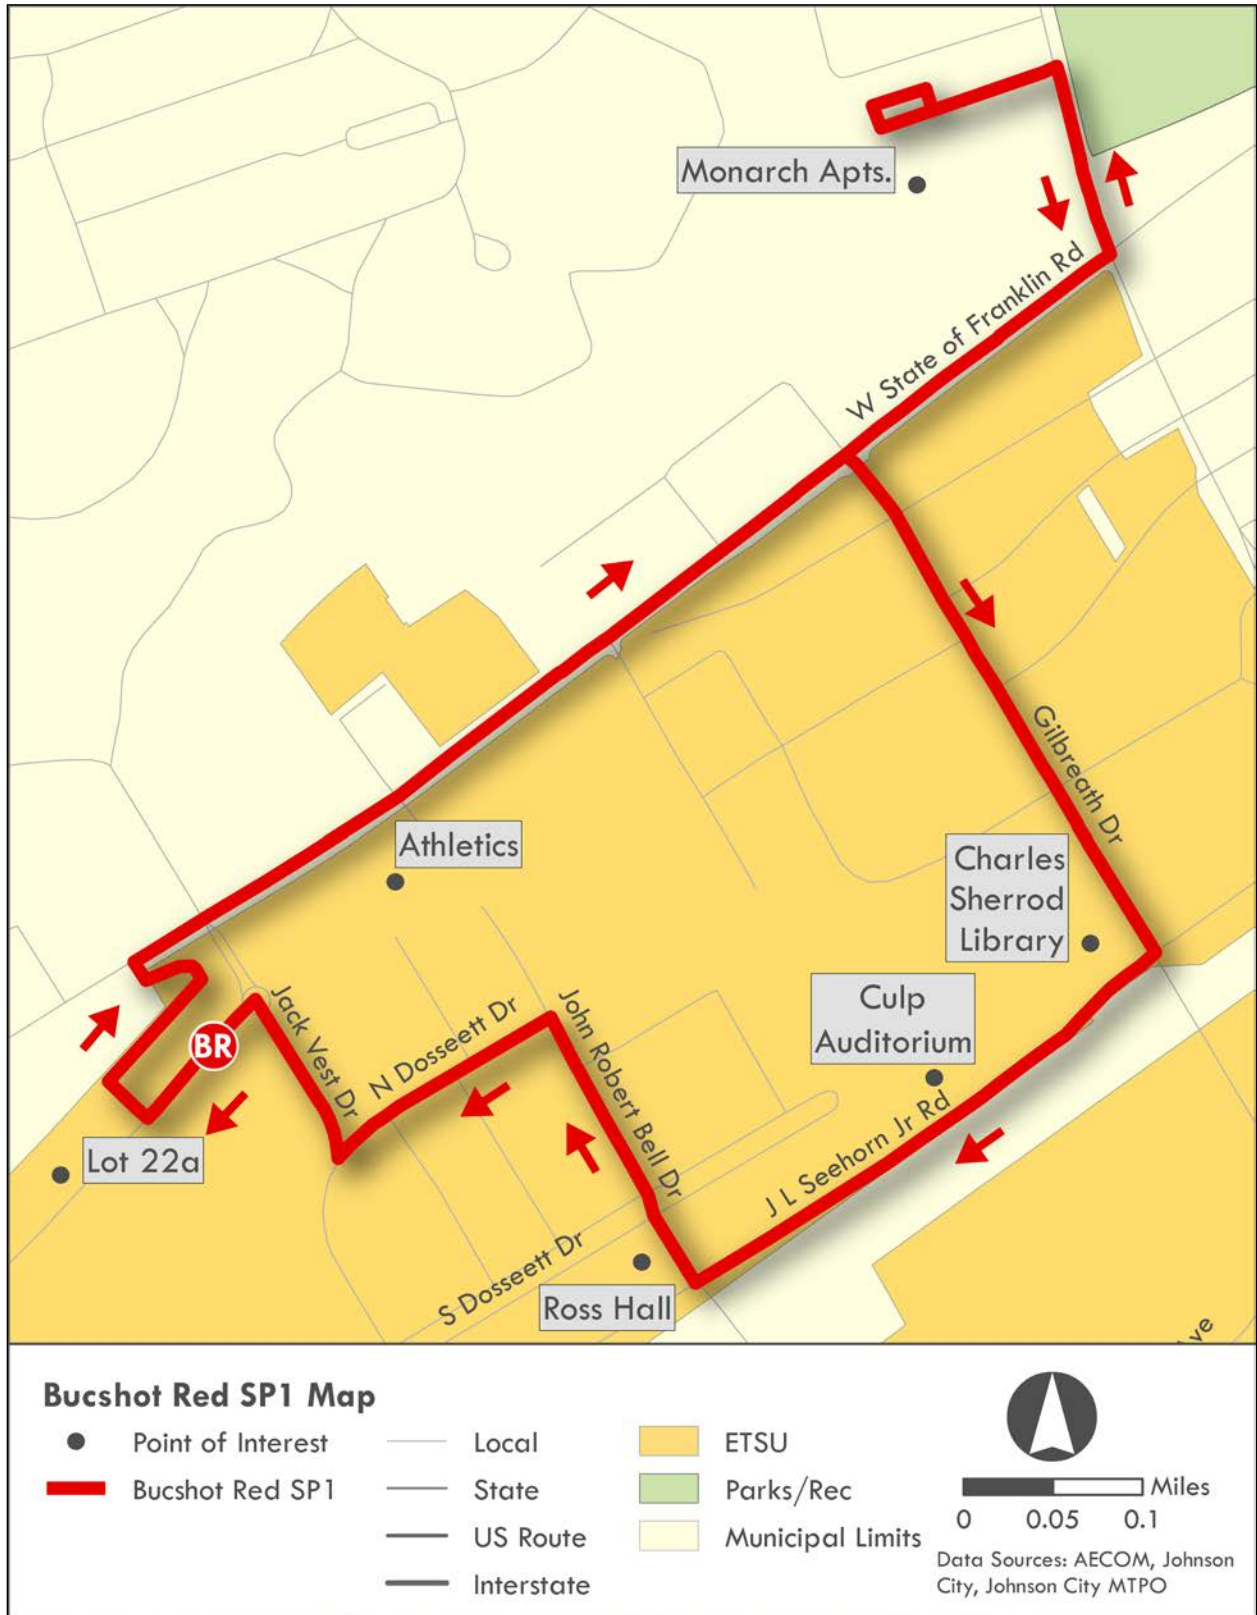 Monarch Apts.
W State of Franklin Rd
Gilbreath Dr
Athletics
Charles
Sherrod
Library
Culp
Auditorium
Jack Vest Dr
N Dosseett Dr
John Robert Bell Dr
BR
J L Seehorn Jr Rd
Lot 22a
S Dosseett Dr
Ross Hall
Ave
Bucshot Red SP1 Map
Point of Interest
Bucshot Red SP1
Local
State
US Route
Interstate
ETSU
Parks/Rec
Municipal Limits
Miles
0 0.05 0.1
Data Sources: AECOM, Johnson
City, Johnson City MTPO